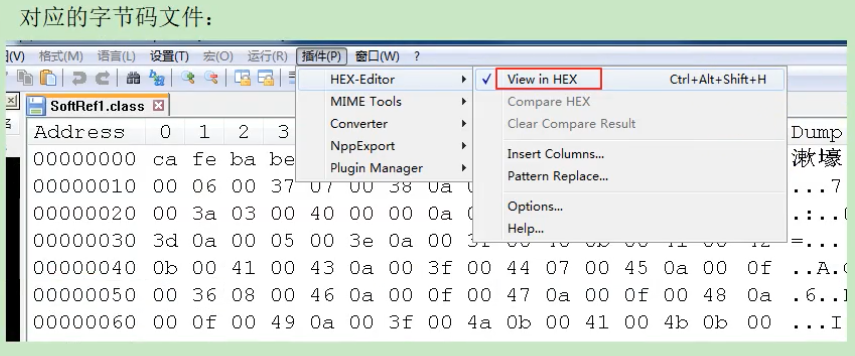 对应的字节码文件：
(V) 格式(M) 语言(L) 设置(T) 宏(O) 运行(R) 插件(P) 窗口(W) ?
HEX-Editor
MIME Tools
Converter
NppExport
Plugin Manager
View in HEX Ctrl+Alt+Shift+H
Compare HEX
Clear Compare Result
Insert Columns...
Pattern Replace...
Options...
Help...
SoftRef1.class
Address 0 1 2 3 Dump
00000000 ca fe ba be 漱壕
00000010 00 06 00 37 07 00 38 0a ...7
00000020 00 3a 03 00 40 00 00 0a .:..
00000030 3d 0a 00 05 00 3e 0a 00 =...
00000040 0b 00 41 00 43 0a 00 3f 00 44 07 00 45 0a 00 0f ..A.
00000050 00 36 08 00 46 0a 00 0f 00 47 0a 00 0f 00 48 0a .6..
00000060 00 0f 00 49 0a 00 3f 00 4a 0b 00 41 00 4b 0b 00 ...I